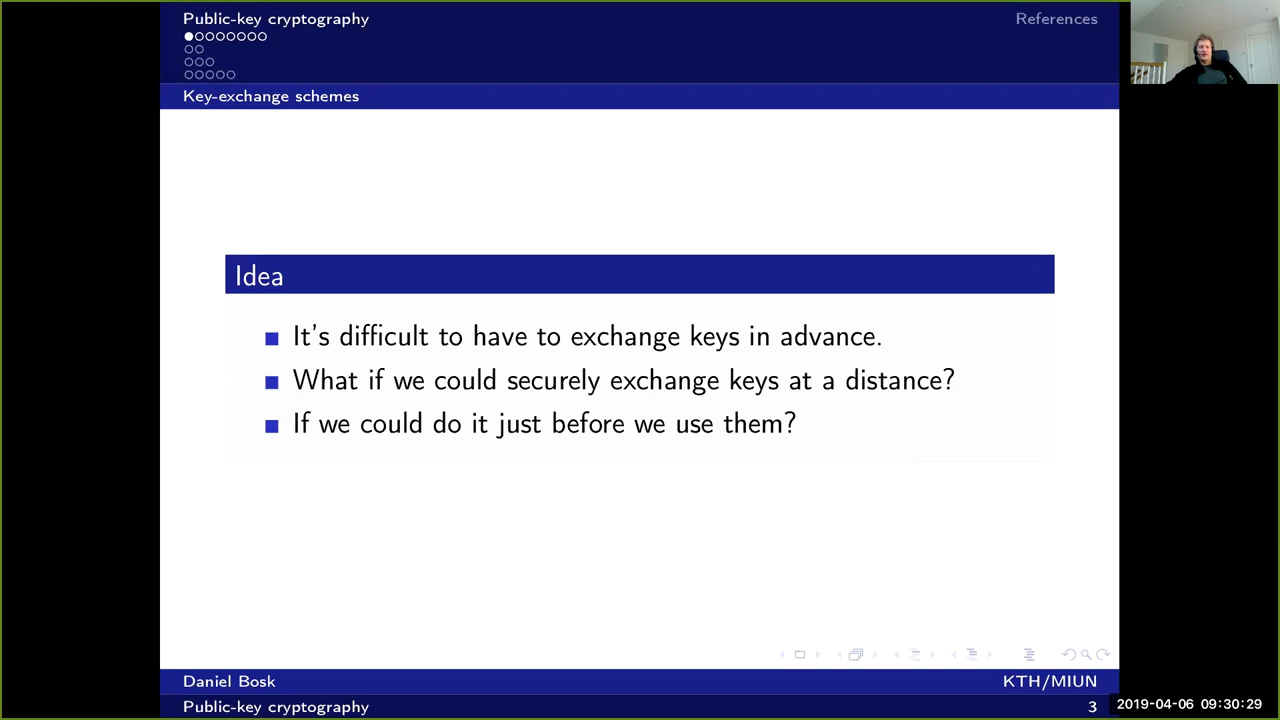 Public-key cryptography
References
Key-exchange schemes
Idea
It's difficult to have to exchange keys in advance.
What if we could securely exchange keys at a distance?
If we could do it just before we use them?
Daniel Bosk
KTH/MIUN
Public-key cryptography
3
2019-04-06 09:30:29